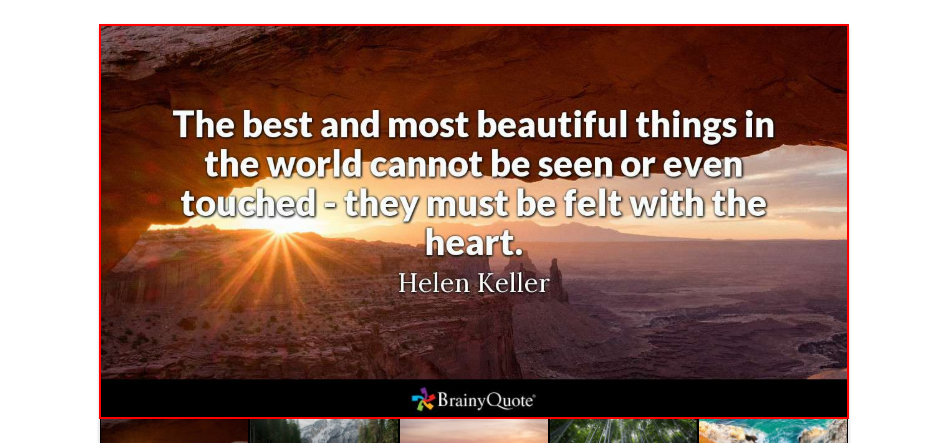 The best and most beautiful things in
the world cannot be seen or even
touched - they must be felt with the
heart.
Helen Keller
BrainyQuote